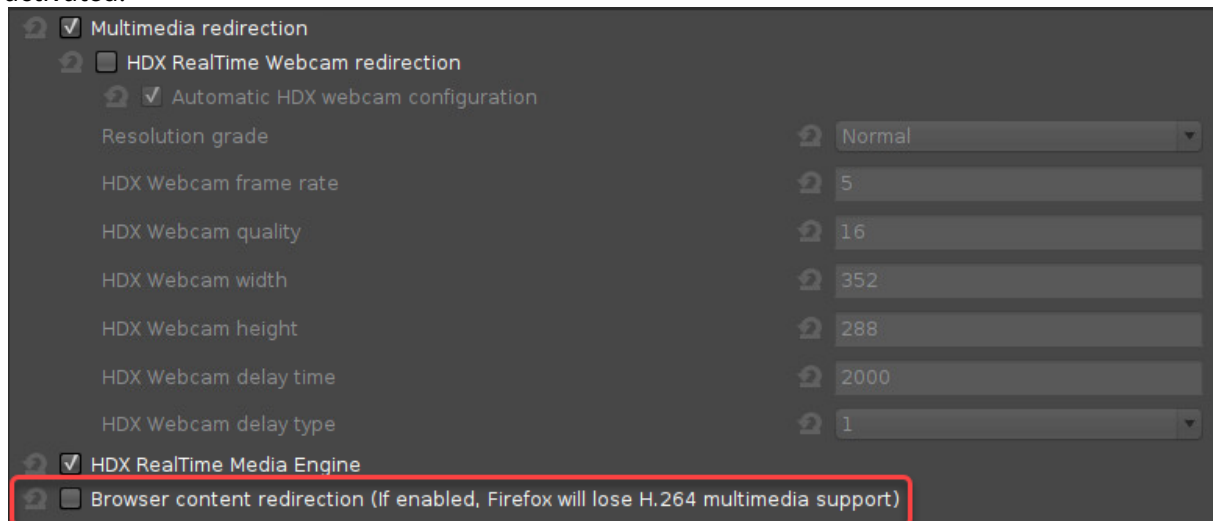 Multimedia redirection
HDX RealTime Webcam redirection
Automatic HDX webcam configuration
Resolution grade Normal
HDX Webcam frame rate 5
HDX Webcam quality 16
HDX Webcam width 352
HDX Webcam height 288
HDX Webcam delay time 2000
HDX Webcam delay type 1
HDX RealTime Media Engine
Browser content redirection (If enabled, Firefox will lose H.264 multimedia support)